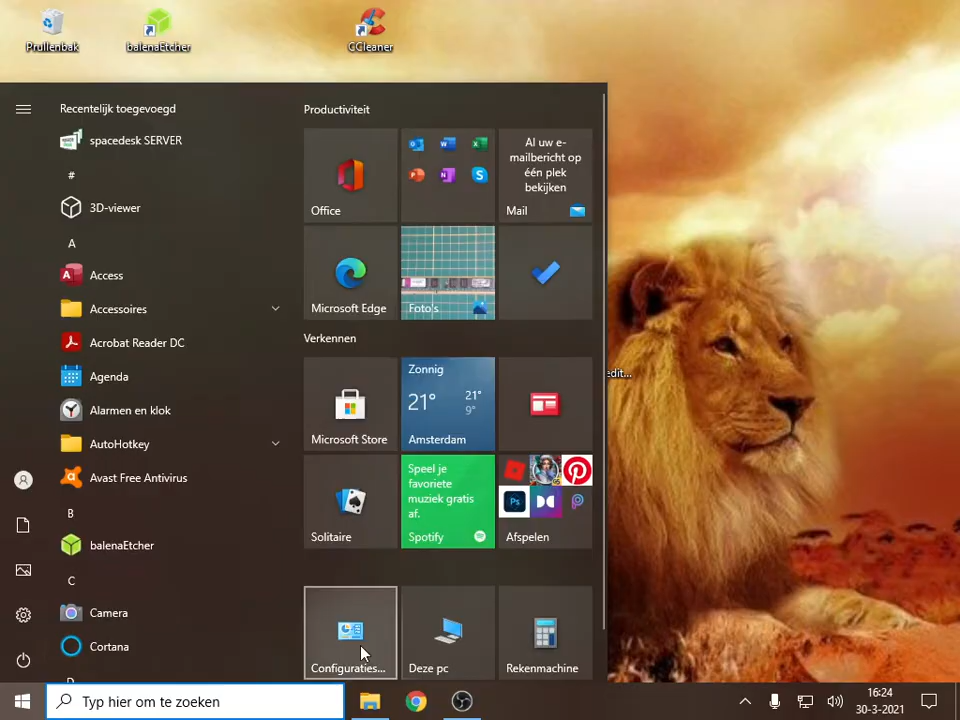 Prullenbak
balenaEtcher
CCleaner
Recentelijk toegevoegd
spacedesk SERVER
#
3D-viewer
A
Access
Accessoires
Acrobat Reader DC
Agenda
Alarmen en klok
AutoHotkey
Avast Free Antivirus
B
balenaEtcher
C
Camera
Cortana
Productiviteit
Office
Al uw e-
mailbericht op
één plek
bekijken
Mail
Microsoft Edge
Foto's
Verkennen
Microsoft Store
Zonnig
21°
21°
9°
Amsterdam
Solitaire
Speel je
favoriete
muziek gratis
af.
Spotify
Ps
Afspelen
Configuraties...
Deze pc
Rekenmachine
edit...
Typ hier om te zoeken
16:24
30-3-2021